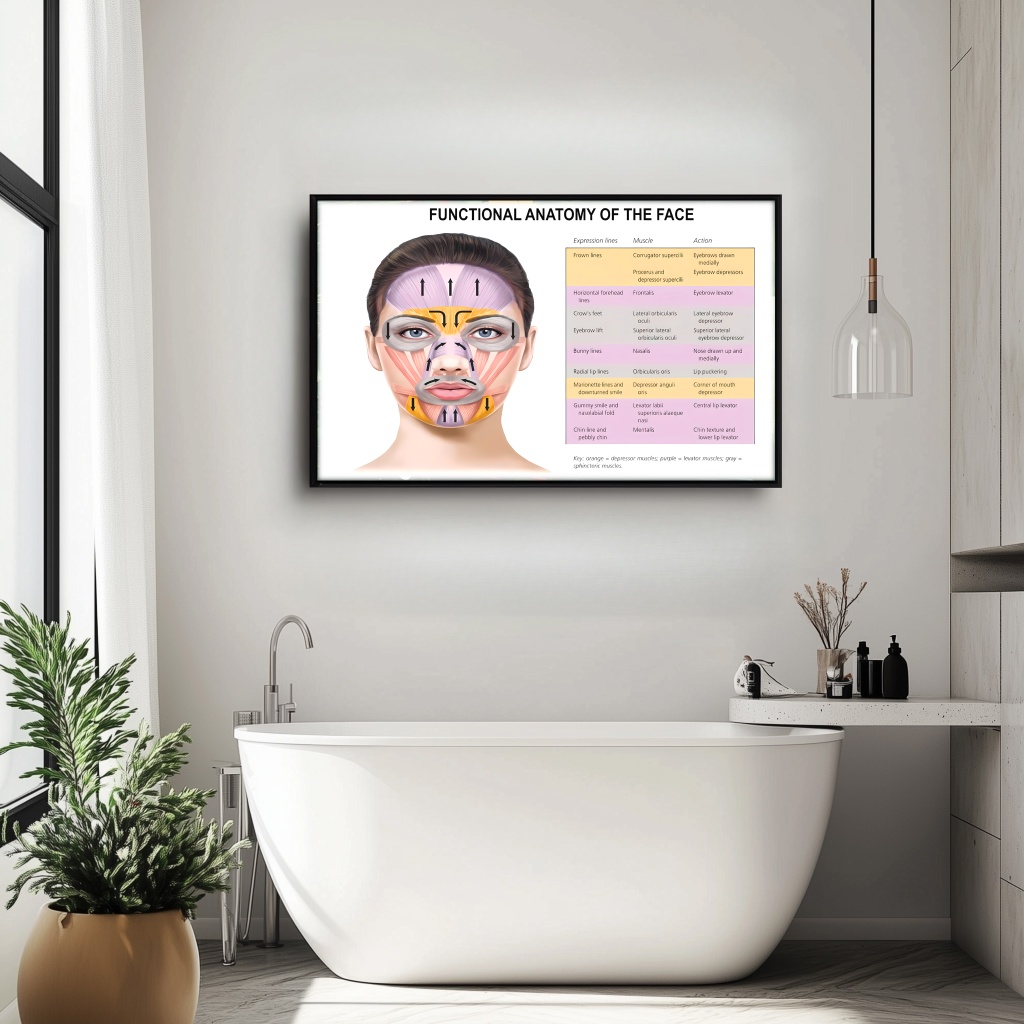 FUNCTIONAL ANATOMY OF THE FACE
Expression lines Muscle Action
Frown lines Corrugator supercilii Eyebrows drawn
medially
Procerus and Eyebrow depressors
depressor supercilii
Horizontal forehead Frontalis Eyebrow levator
lines
Crow's feet Lateral orbicularis Lateral eyebrow
oculi depressor
Eyebrow lift Superior lateral Superior lateral
orbicularis oculi eyebrow depressor
Bunny lines Nasalis Nose drawn up and
medially
Radial lip lines Orbicularis oris Lip puckering
Marionette lines and Depressor anguli Corner of mouth
downturned smile oris depressor
Gummy smile and Levator labii Central lip levator
nasolabial fold superioris alaeque
nasi
Chin line and Mentalis Chin texture and
pebbly chin lower lip levator
Key: orange = depressor muscles; purple = levator muscles; gray =
sphincteric muscles.